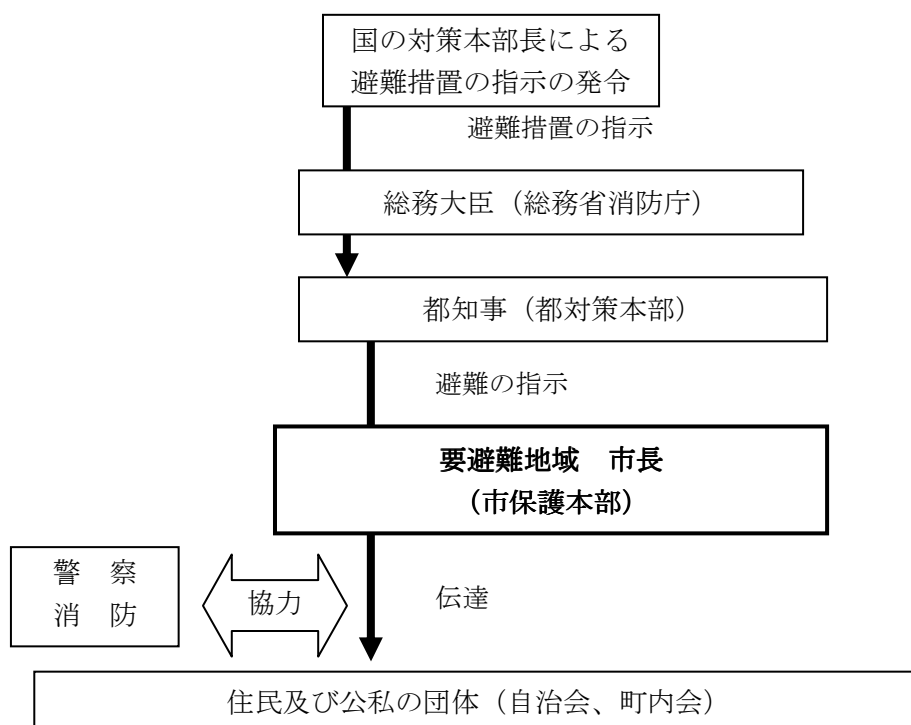 国の対策本部長による
避難措置の指示の発令
避難措置の指示
総務大臣（総務省消防庁）
都知事（都対策本部）
避難の指示
要避難地域　市長
（市保護本部）
警　察
消　防
協力
伝達
住民及び公私の団体（自治会、町内会）